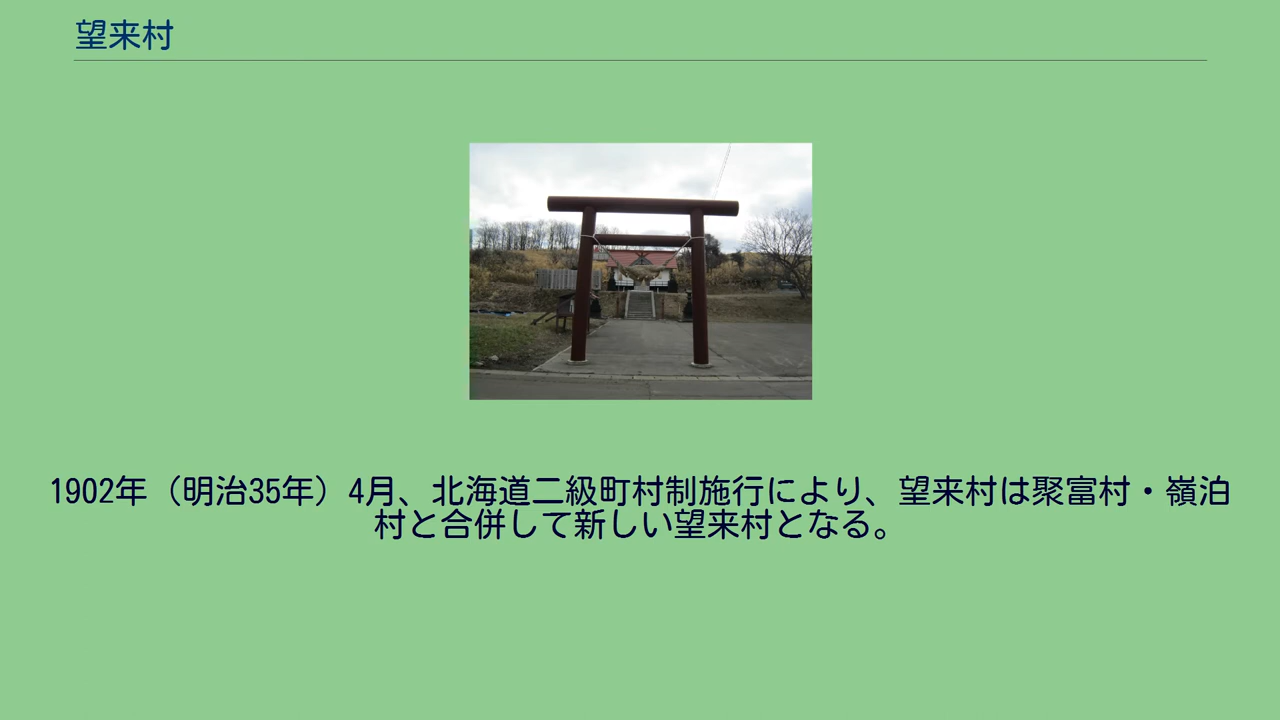 望来村
1902年（明治35年）4月、北海道二級町村制施行により、望来村は聚富村・嶺泊
村と合併して新しい望来村となる。